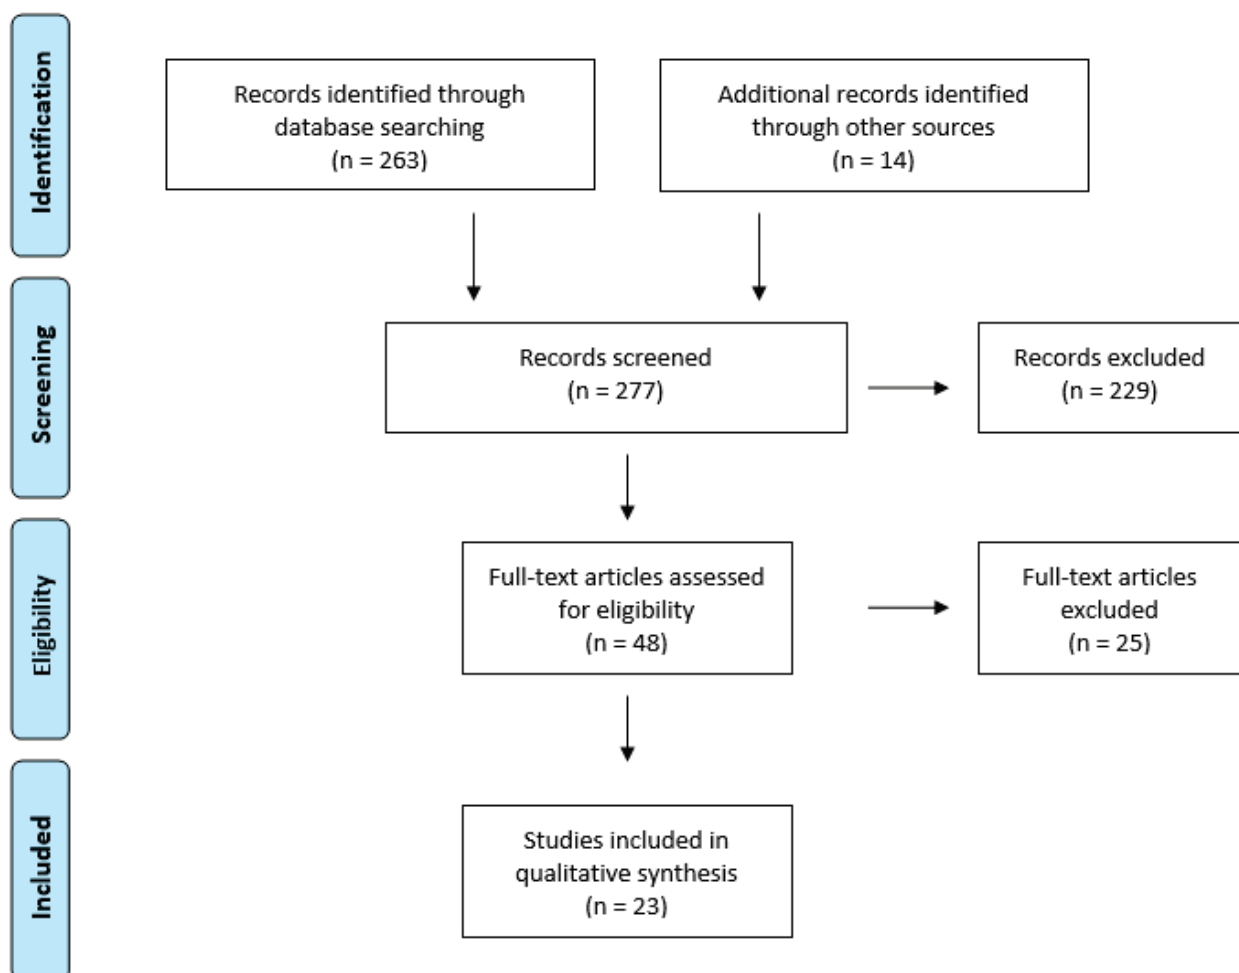 Identification
Records identified through
database searching
(n = 263)
Additional records identified
through other sources
(n = 14)
Screening
Records screened
(n = 277)
Records excluded
(n = 229)
Eligibility
Full-text articles assessed
for eligibility
(n = 48)
Full-text articles
excluded
(n = 25)
Included
Studies included in
qualitative synthesis
(n = 23)